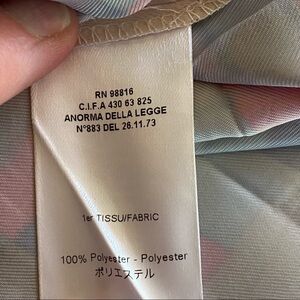 RN 98816
C.I.F.A 430 63 825
ANORMA DELLA LEGGE
N°883 DEL 26.11.73
1er TISSU/FABRIC
100% Polyester - Polyester
ポリエステル